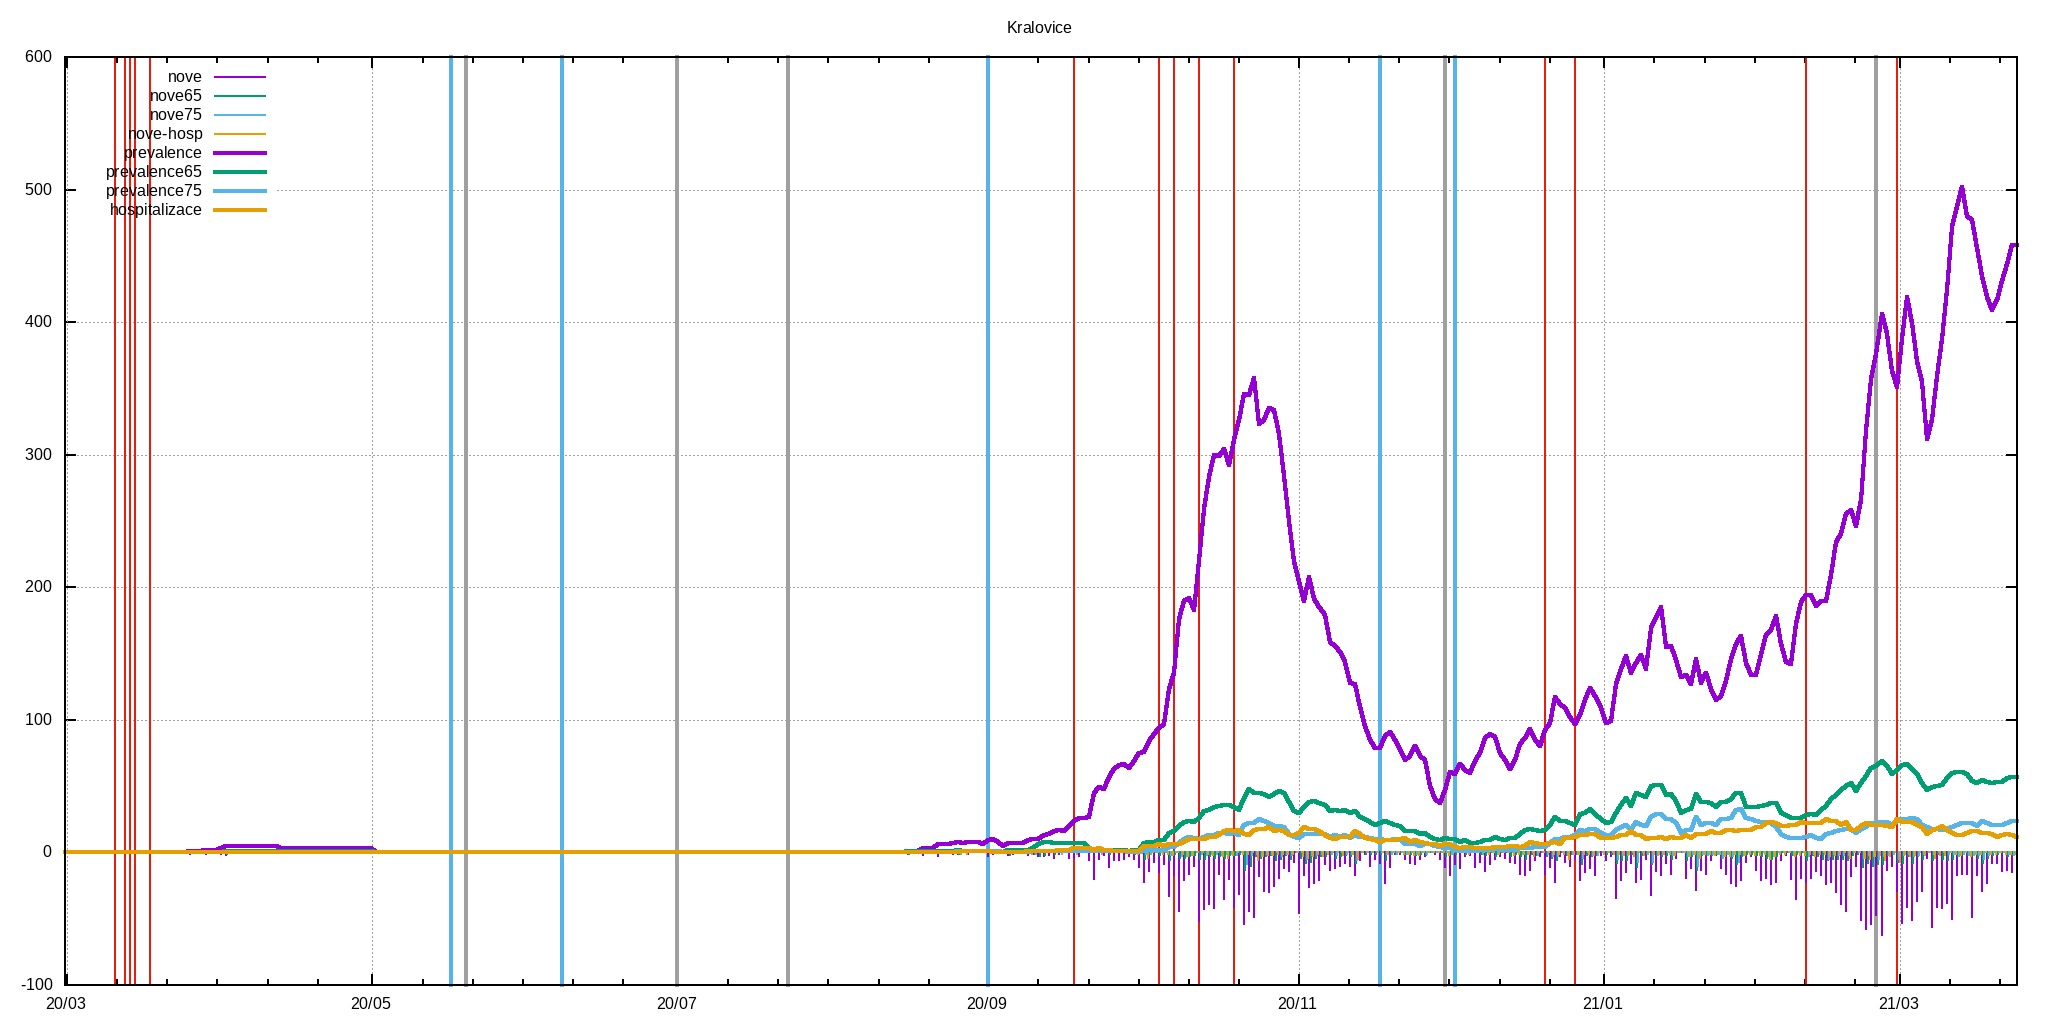 Kralovice
600
500
400
300
200
100
0
-100
nove
nove65
nove75
nove-hosp
prevalence
prevalence65
prevalence75
hospitalizace
20/03 20/05 20/07 20/09 20/11 21/01 21/03